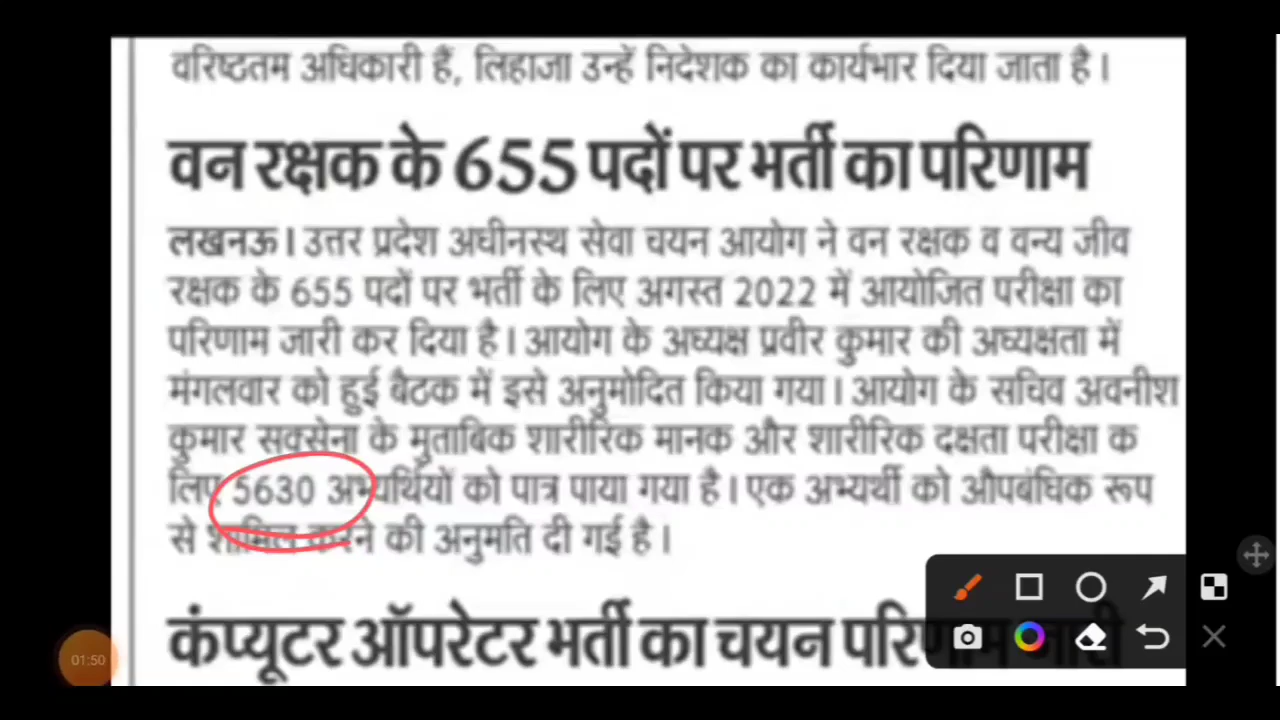 वरिष्ठतम अधिकारी हैं, लिहाजा उन्हें निदेशक का कार्यभार दिया जाता है।
वन रक्षक के 655 पदों पर भर्ती का परिणाम
लखनऊ। उत्तर प्रदेश अधीनस्थ सेवा चयन आयोग ने वन रक्षक व वन्य जीव
रक्षक के 655 पदों पर भर्ती के लिए अगस्त 2022 में आयोजित परीक्षा का
परिणाम जारी कर दिया है। आयोग के अध्यक्ष प्रवीर कुमार की अध्यक्षता में
मंगलवार को हुई बैठक में इसे अनुमोदित किया गया। आयोग के सचिव अवनीश
कुमार सक्सेना के मुताबिक शारीरिक मानक और शारीरिक दक्षता परीक्षा क
लिए 5630 अभ्यर्थियों को पात्र पाया गया है। एक अभ्यर्थी को औपबंधिक रूप
से शामिल करने की अनुमति दी गई है।
कंप्यूटर ऑपरेटर भर्ती का चयन परिणाम जारी
01:50